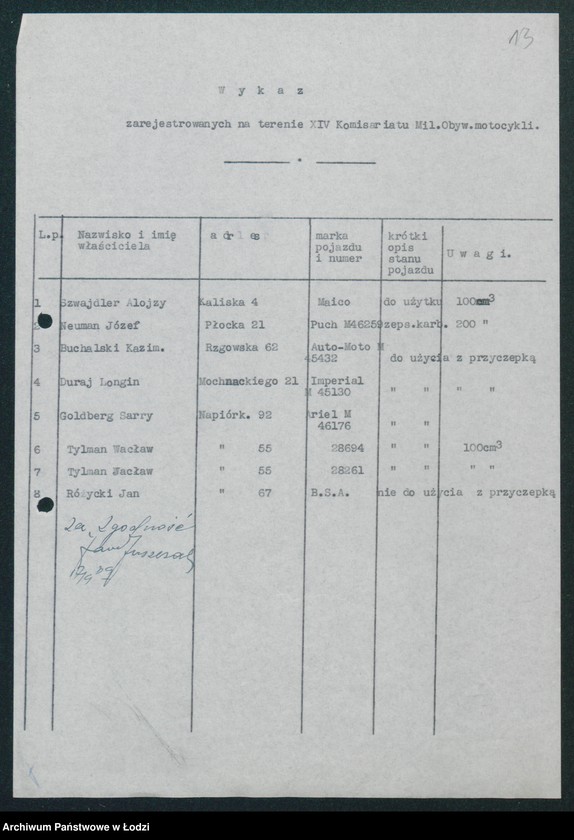 13
W y k a z
zarejestrowanych na terenie XIV Komisariatu Mil.Obyw.motocykli.
L.p. Nazwisko i imię właściciela adres marka pojazdu i numer krótki opis stanu pojazdu U w a g i.
1 Szwajdler Alojzy Kaliska 4 Maico do użytku 100cm3
2 Neuman Józef Płocka 21 Puch M46259 zeps.karb. 200 "
3 Buchalski Kazim. Rzgowska 62 Auto-Moto M 45432 do użycia z przyczepką
4 Duraj Longin Mochnackiego 21 Imperial M 45130 " " " "
5 Goldberg Sarry Napiórk. 92 Ariel M 46176 " "
6 Tylman Wacław " 55 28694 " " 100cm3
7 Tylman Wacław " 55 28261 " " " "
8 Różycki Jan " 67 B.S.A. nie do użycia z przyczepką
Za zgodność
Archiwum Państwowe w Łodzi